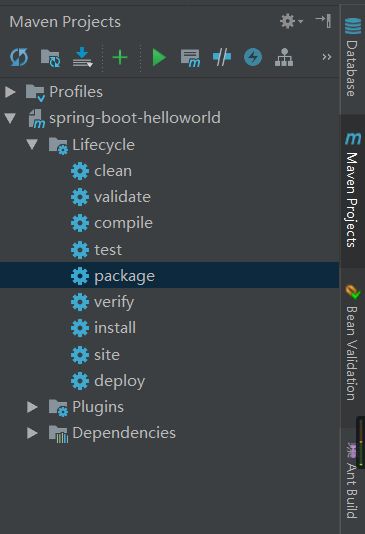 Maven Projects
Profiles
spring-boot-helloworld
Lifecycle
clean
validate
compile
test
package
verify
install
site
deploy
Plugins
Dependencies
Database
Maven Projects
Bean Validation
Ant Build